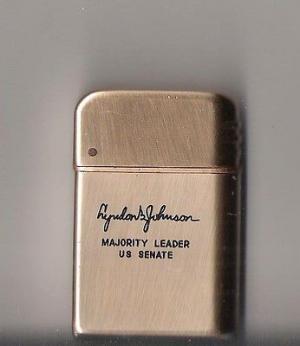 Lyndon B Johnson
MAJORITY LEADER
US SENATE